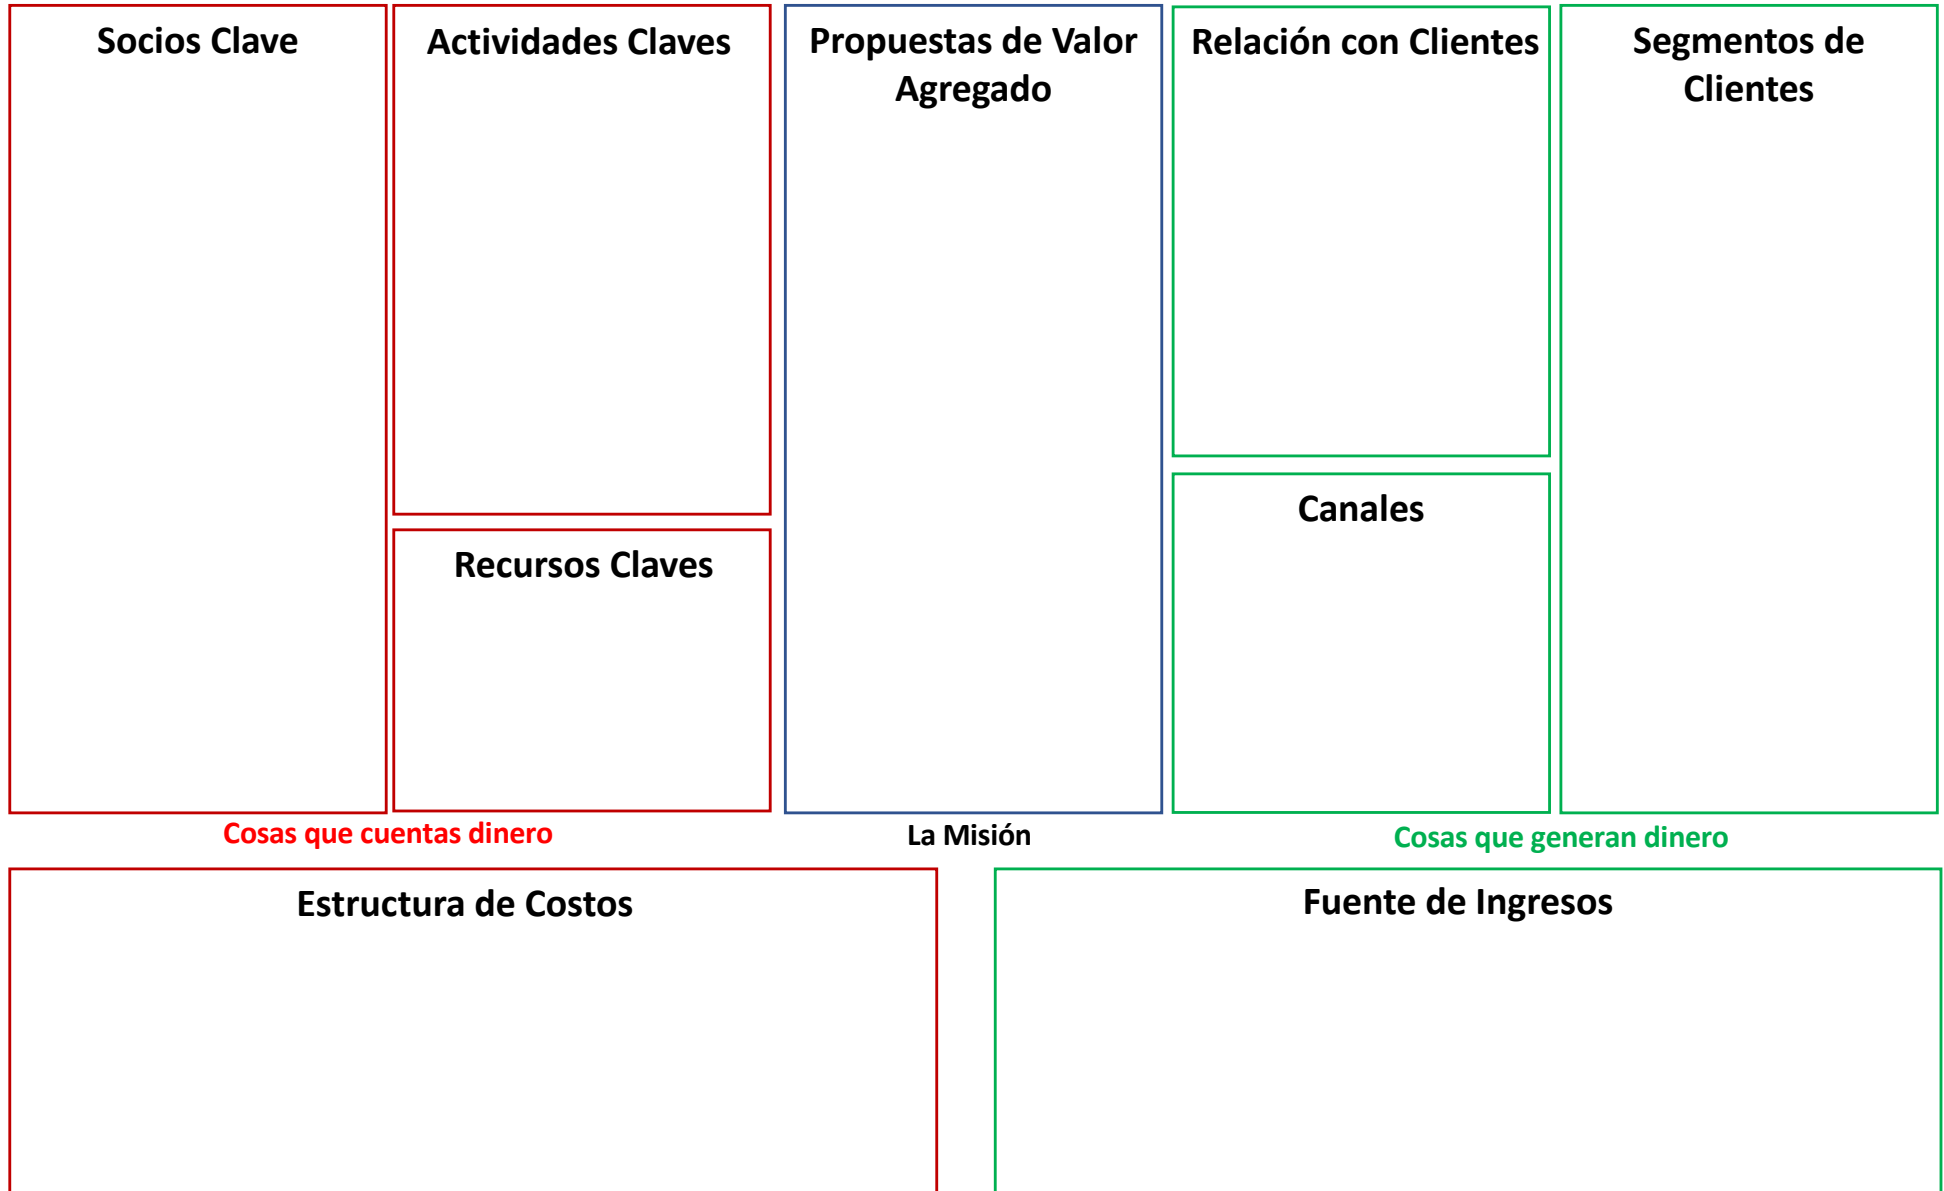 Socios Clave
Actividades Claves
Recursos Claves
Propuestas de Valor
Agregado
Relación con Clientes
Canales
Segmentos de
Clientes
Cosas que cuentas dinero
La Misión
Cosas que generan dinero
Estructura de Costos
Fuente de Ingresos